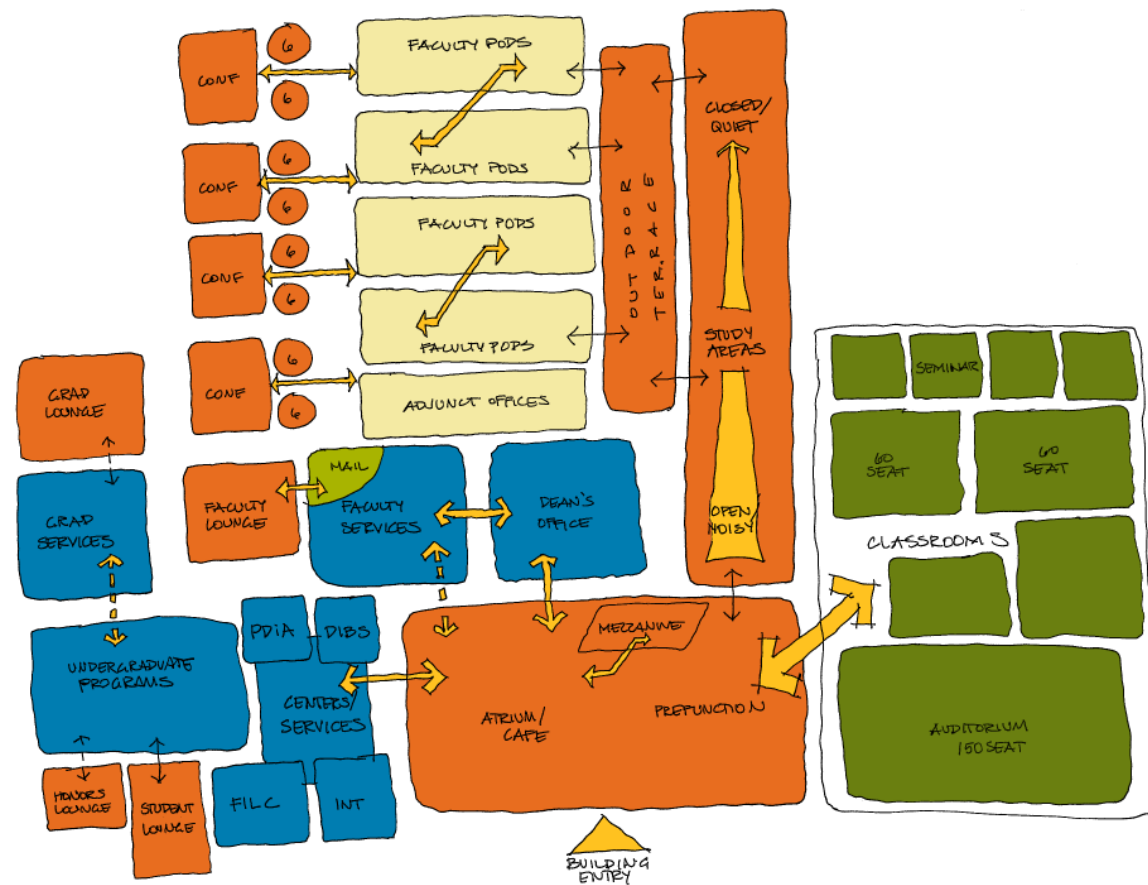 FACULTY PODS
6
CONF
6
CLOSED/
QUIET
6
FACULTY PODS
CONF
6
OUTDOOR
TERRACE
FACULTY PODS
6
CONF
6
STUDY
AREAS
FACULTY PODS
6
CONF
ADJUNCT OFFICES
6
SEMINAR
GRAD
LOUNGE
60
SEAT
60
SEAT
MAIL
FACULTY
LOUNGE
FACULTY
SERVICES
DEAN'S
OFFICE
OPEN
NOISY
GRAD
SERVICES
CLASSROOMS
PDiA
DIBS
MEZZANINE
UNDERGRADUATE
PROGRAMS
CENTERS/
SERVICES
ATRIUM/
CAFE
PREFUNCTION
AUDITORIUM
150 SEAT
HONORS
LOUNGE
STUDENT
LOUNGE
FILC
INT
BUILDING
ENTRY